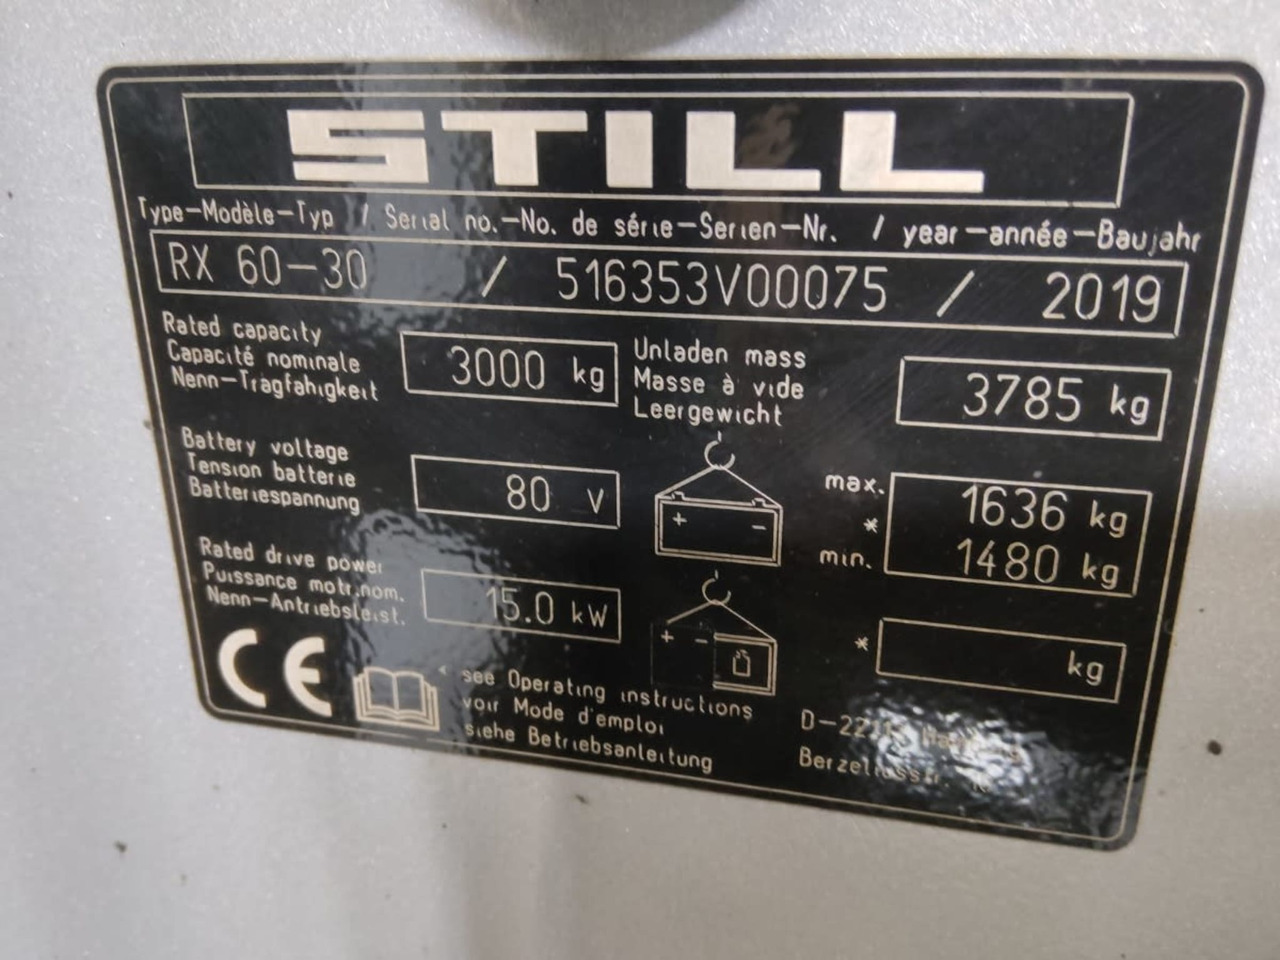 STILL
Type-Modèle-Typ / Serial no.-No. de série-Serien-Nr. / year-année-Baujahr
RX 60-30 / 516353V00075 / 2019
Rated capacity
Capacité nominale
Nenn-Tragfähigkeit
3000 kg
Unladen mass
Masse à vide
Leergewicht
3785 kg
Battery voltage
Tension batterie
Batteriespannung
80 V
+ -
max.
*
min.
1636 kg
1480 kg
Rated drive power
Puissance motr.nom.
Nenn-Antriebsleist.
15.0 kW
+ -
* kg
CE
* see Operating instructions
voir Mode d'emploi
siehe Betriebsanleitung
Hamburg
Berzeliusstr.